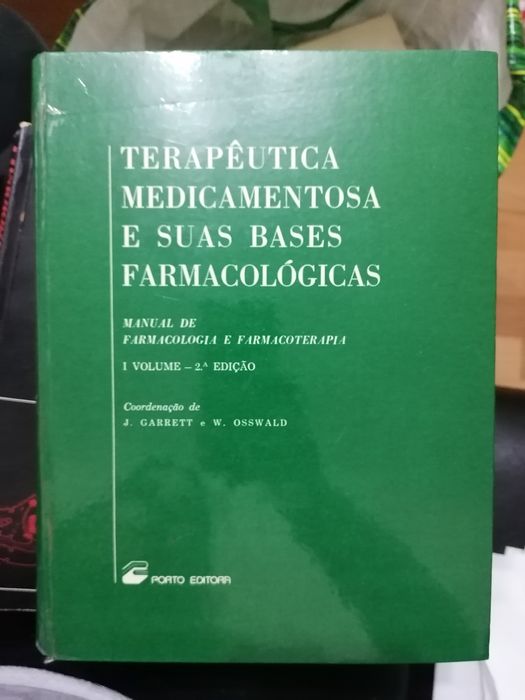 TERAPÊUTICA
MEDICAMENTOSA
E SUAS BASES
FARMACOLÓGICAS
MANUAL DE
FARMACOLOGIA E FARMACOTERAPIA
I VOLUME – 2.ª EDIÇÃO
Coordenação de
J. GARRETT e W. OSSWALD
PORTO EDITORA